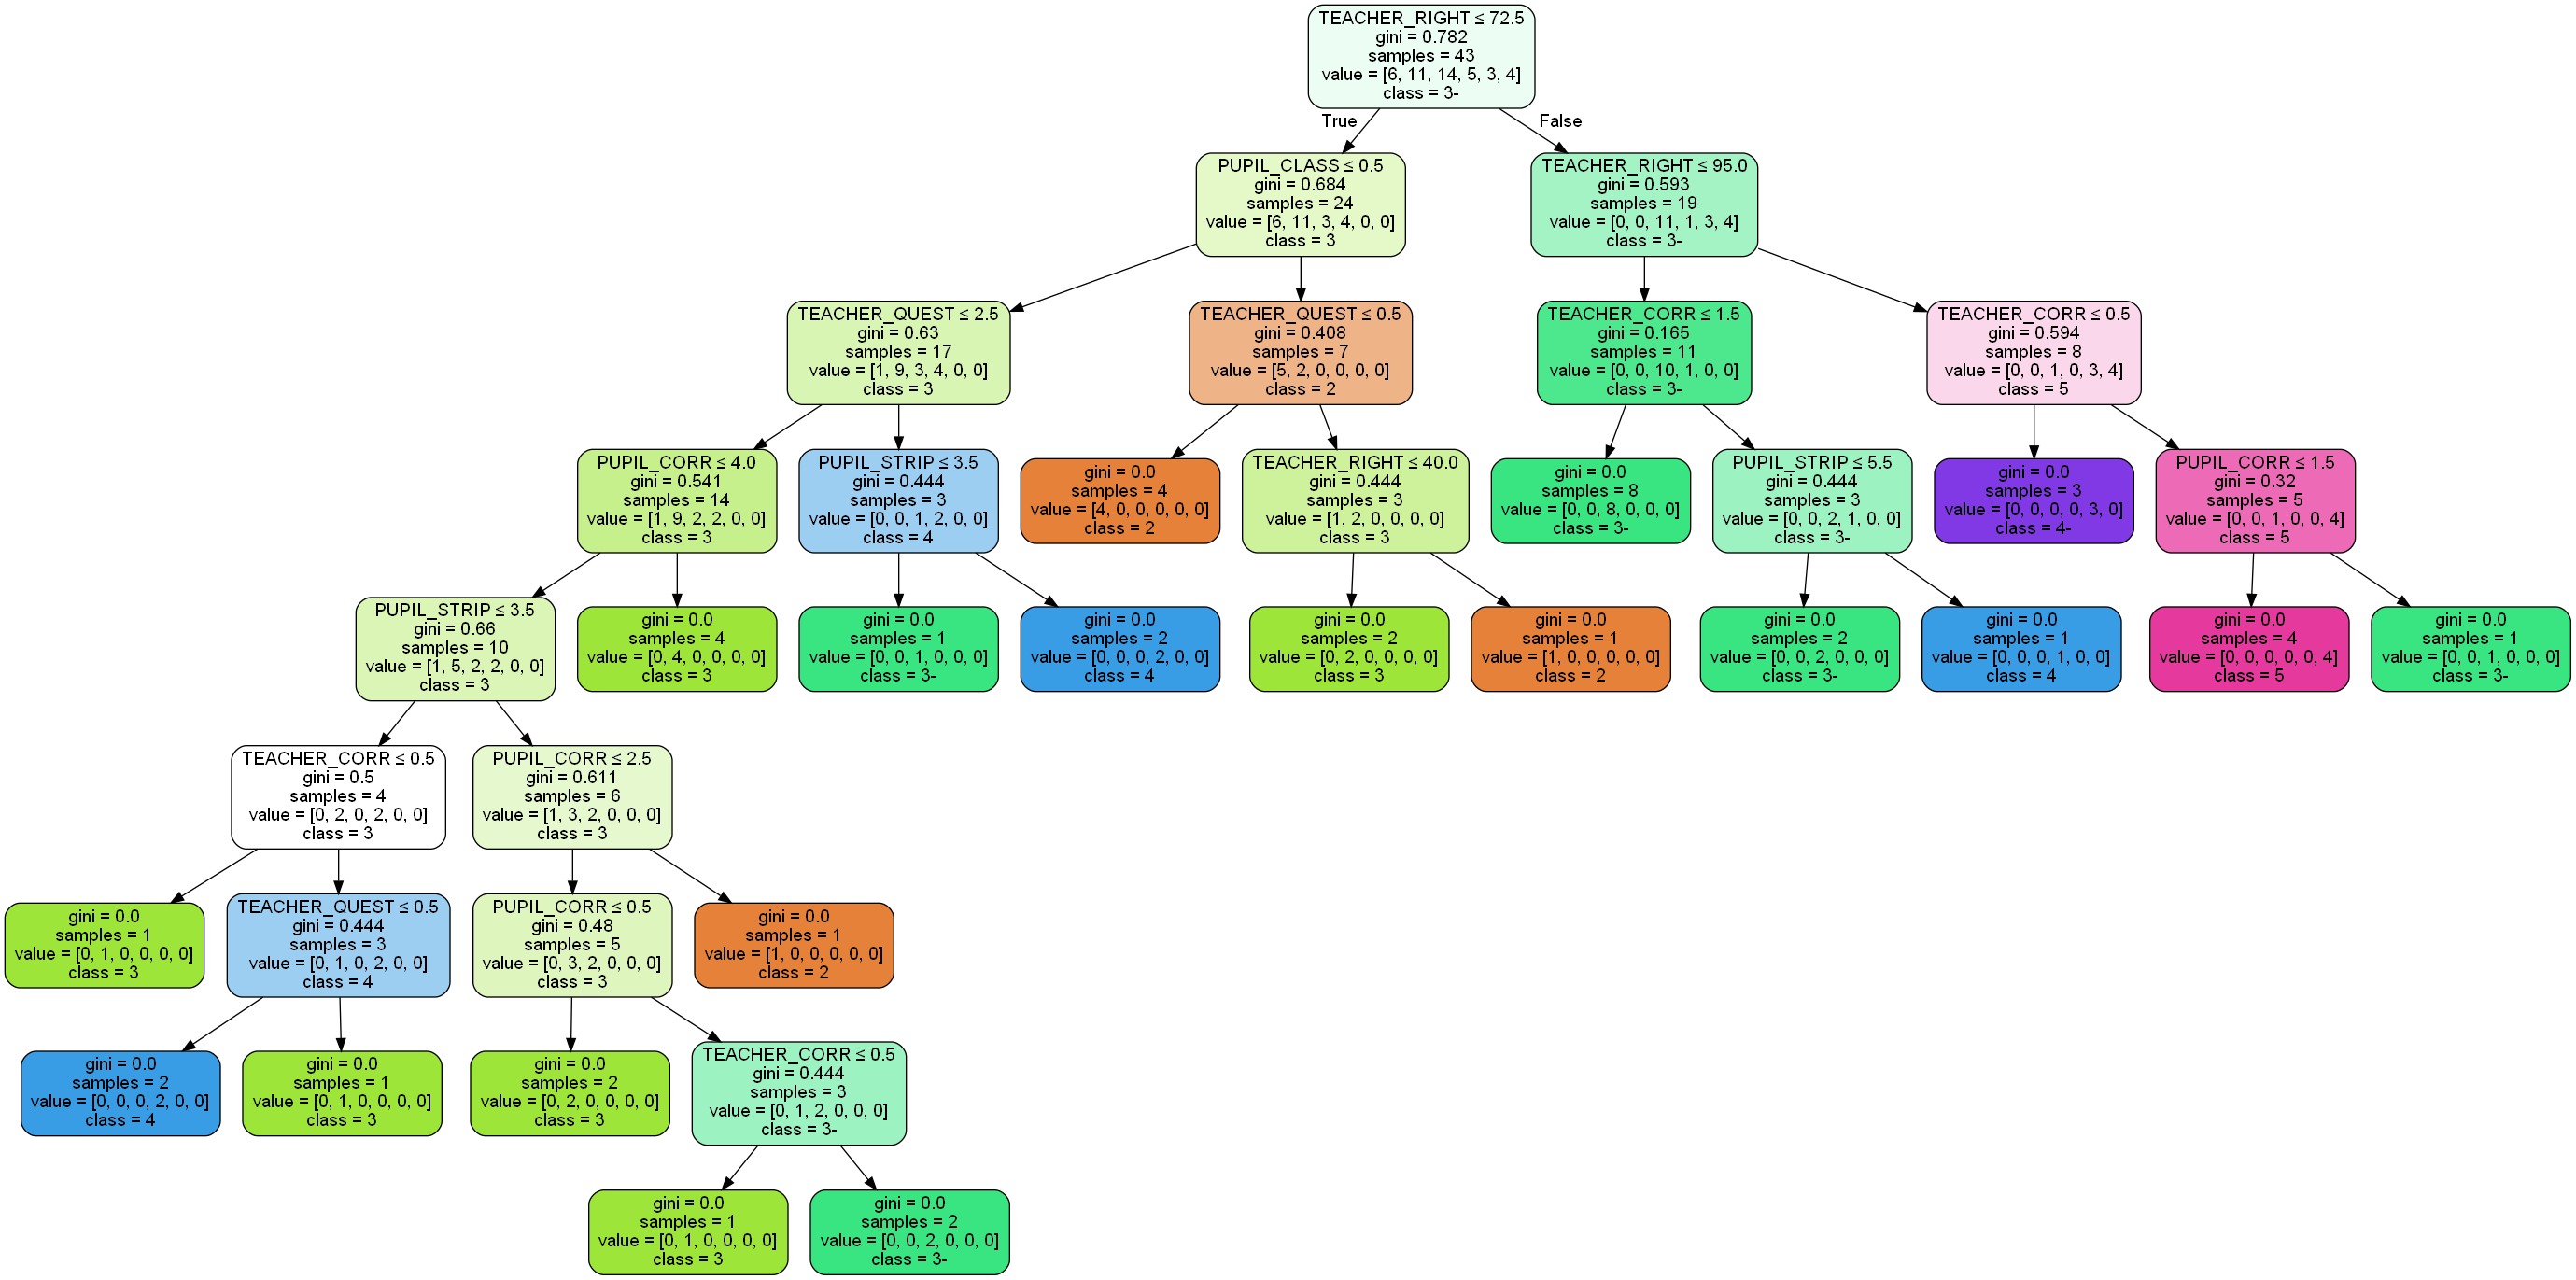 TEACHER_RIGHT ≤ 72.5
gini = 0.782
samples = 43
value = [6, 11, 14, 5, 3, 4]
class = 3-
True
False
PUPIL_CLASS ≤ 0.5
gini = 0.684
samples = 24
value = [6, 11, 3, 4, 0, 0]
class = 3
TEACHER_RIGHT ≤ 95.0
gini = 0.593
samples = 19
value = [0, 0, 11, 1, 3, 4]
class = 3-
TEACHER_QUEST ≤ 2.5
gini = 0.63
samples = 17
value = [1, 9, 3, 4, 0, 0]
class = 3
TEACHER_QUEST ≤ 0.5
gini = 0.408
samples = 7
value = [5, 2, 0, 0, 0, 0]
class = 2
TEACHER_CORR ≤ 1.5
gini = 0.165
samples = 11
value = [0, 0, 10, 1, 0, 0]
class = 3-
TEACHER_CORR ≤ 0.5
gini = 0.594
samples = 8
value = [0, 0, 1, 0, 3, 4]
class = 5
PUPIL_CORR ≤ 4.0
gini = 0.541
samples = 14
value = [1, 9, 2, 2, 0, 0]
class = 3
PUPIL_STRIP ≤ 3.5
gini = 0.444
samples = 3
value = [0, 0, 1, 2, 0, 0]
class = 4
gini = 0.0
samples = 4
value = [4, 0, 0, 0, 0, 0]
class = 2
TEACHER_RIGHT ≤ 40.0
gini = 0.444
samples = 3
value = [1, 2, 0, 0, 0, 0]
class = 3
gini = 0.0
samples = 8
value = [0, 0, 8, 0, 0, 0]
class = 3-
PUPIL_STRIP ≤ 5.5
gini = 0.444
samples = 3
value = [0, 0, 2, 1, 0, 0]
class = 3-
gini = 0.0
samples = 3
value = [0, 0, 0, 0, 3, 0]
class = 4-
PUPIL_CORR ≤ 1.5
gini = 0.32
samples = 5
value = [0, 0, 1, 0, 0, 4]
class = 5
PUPIL_STRIP ≤ 3.5
gini = 0.66
samples = 10
value = [1, 5, 2, 2, 0, 0]
class = 3
gini = 0.0
samples = 4
value = [0, 4, 0, 0, 0, 0]
class = 3
gini = 0.0
samples = 1
value = [0, 0, 1, 0, 0, 0]
class = 3-
gini = 0.0
samples = 2
value = [0, 0, 0, 2, 0, 0]
class = 4
gini = 0.0
samples = 2
value = [0, 2, 0, 0, 0, 0]
class = 3
gini = 0.0
samples = 1
value = [1, 0, 0, 0, 0, 0]
class = 2
gini = 0.0
samples = 2
value = [0, 0, 2, 0, 0, 0]
class = 3-
gini = 0.0
samples = 1
value = [0, 0, 0, 1, 0, 0]
class = 4
gini = 0.0
samples = 4
value = [0, 0, 0, 0, 0, 4]
class = 5
gini = 0.0
samples = 1
value = [0, 0, 1, 0, 0, 0]
class = 3-
TEACHER_CORR ≤ 0.5
gini = 0.5
samples = 4
value = [0, 2, 0, 2, 0, 0]
class = 3
PUPIL_CORR ≤ 2.5
gini = 0.611
samples = 6
value = [1, 3, 2, 0, 0, 0]
class = 3
gini = 0.0
samples = 1
value = [0, 1, 0, 0, 0, 0]
class = 3
TEACHER_QUEST ≤ 0.5
gini = 0.444
samples = 3
value = [0, 1, 0, 2, 0, 0]
class = 4
PUPIL_CORR ≤ 0.5
gini = 0.48
samples = 5
value = [0, 3, 2, 0, 0, 0]
class = 3
gini = 0.0
samples = 1
value = [1, 0, 0, 0, 0, 0]
class = 2
gini = 0.0
samples = 2
value = [0, 0, 0, 2, 0, 0]
class = 4
gini = 0.0
samples = 1
value = [0, 1, 0, 0, 0, 0]
class = 3
gini = 0.0
samples = 2
value = [0, 2, 0, 0, 0, 0]
class = 3
TEACHER_CORR ≤ 0.5
gini = 0.444
samples = 3
value = [0, 1, 2, 0, 0, 0]
class = 3-
gini = 0.0
samples = 1
value = [0, 1, 0, 0, 0, 0]
class = 3
gini = 0.0
samples = 2
value = [0, 0, 2, 0, 0, 0]
class = 3-